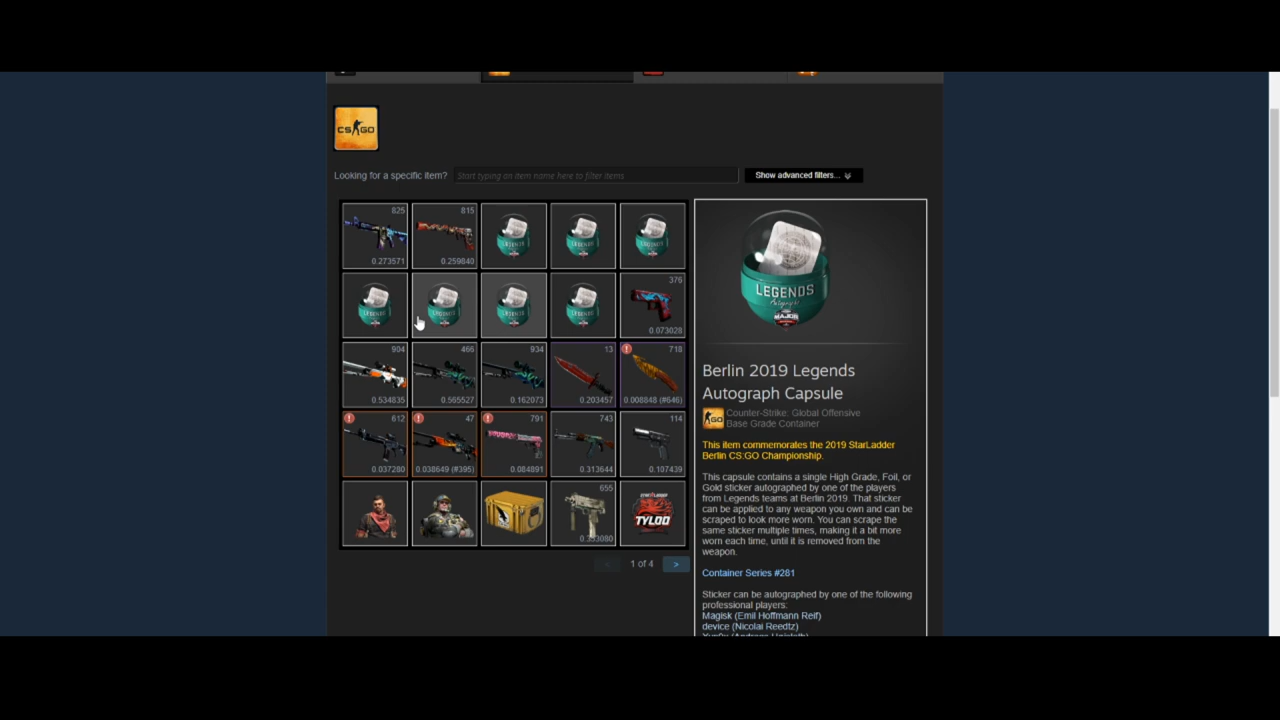 CS GO
Looking for a specific item?
Start typing an item name here to filter items
Show advanced filters...
825
0.273571
815
0.259840
376
0.073028
904
0.534835
466
0.565527
934
0.162073
13
0.203457
718
0.008848 (#646)
612
0.037280
47
0.038649 (#395)
791
0.084891
743
0.313644
114
0.107439
655
TYLOO
< 1 of 4 >
LEGENDS
Autographs
MAJOR
Berlin 2019 Legends
Autograph Capsule
Counter-Strike: Global Offensive
Base Grade Container
This item commemorates the 2019 StarLadder
Berlin CS:GO Championship.
This capsule contains a single High Grade, Foil, or
Gold sticker autographed by one of the players
from Legends teams at Berlin 2019. That sticker
can be applied to any weapon you own and can be
scraped to look more worn. You can scrape the
same sticker multiple times, making it a bit more
worn each time, until it is removed from the
weapon.
Container Series #281
Sticker can be autographed by one of the following
professional players:
Magisk (Emil Hoffmann Reif)
device (Nicolai Reedtz)